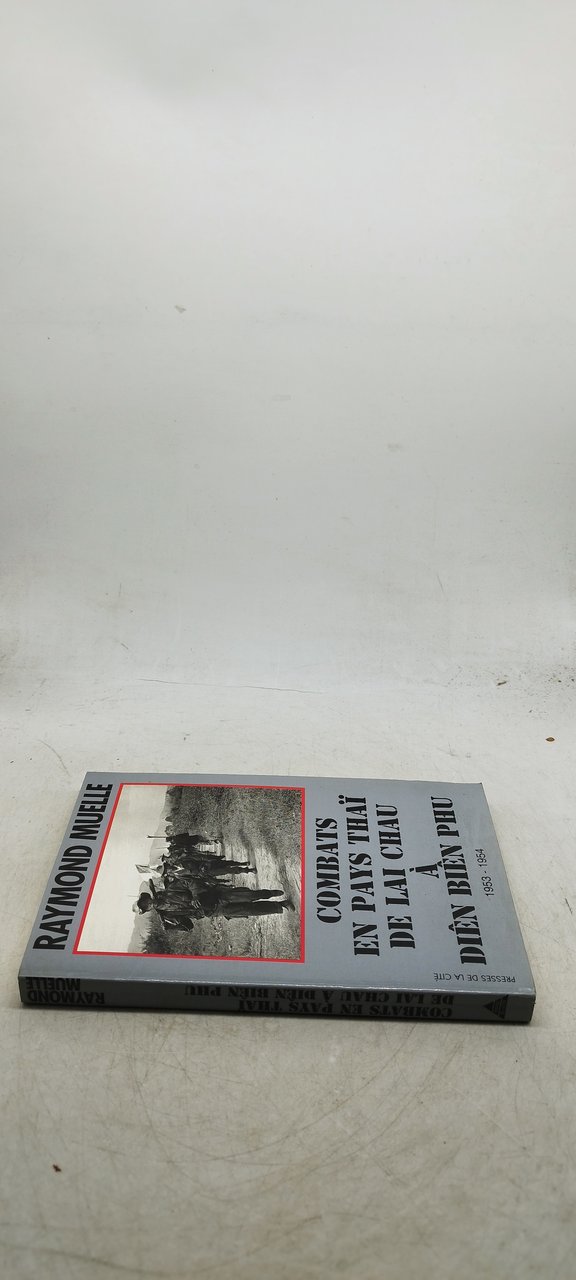 RAYMOND MUELLE
COMBATS
EN PAYS THAÏ
DE LAI CHAU
À
DIÊN BIÊN PHU
1953 - 1954
PRESSES DE LA CITÉ
RAYMOND
MUELLE
COMBATS EN PAYS THAÏ
DE LAI CHAU À DIÊN BIÊN PHU